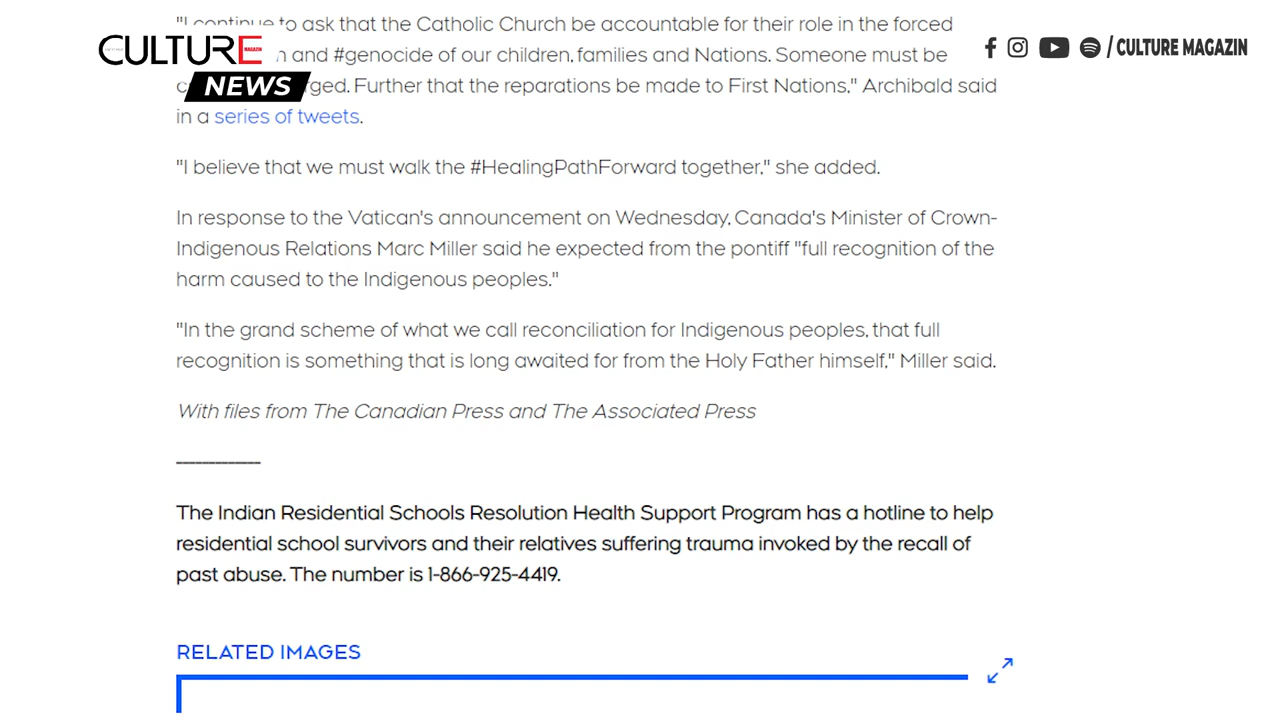 "I continue to ask that the Catholic Church be accountable for their role in the forced
CULTURE MAGAZIN
and #genocide of our children, families and Nations. Someone must be
/ CULTURE MAGAZIN
NEWS
Further that the reparations be made to First Nations," Archibald said
in a series of tweets.
"I believe that we must walk the #HealingPathForward together," she added.
In response to the Vatican's announcement on Wednesday, Canada's Minister of Crown-
Indigenous Relations Marc Miller said he expected from the pontiff "full recognition of the
harm caused to the Indigenous peoples."
"In the grand scheme of what we call reconciliation for Indigenous peoples, that full
recognition is something that is long awaited for from the Holy Father himself," Miller said.
With files from The Canadian Press and The Associated Press
_____________
The Indian Residential Schools Resolution Health Support Program has a hotline to help
residential school survivors and their relatives suffering trauma invoked by the recall of
past abuse. The number is 1-866-925-4419.
RELATED IMAGES